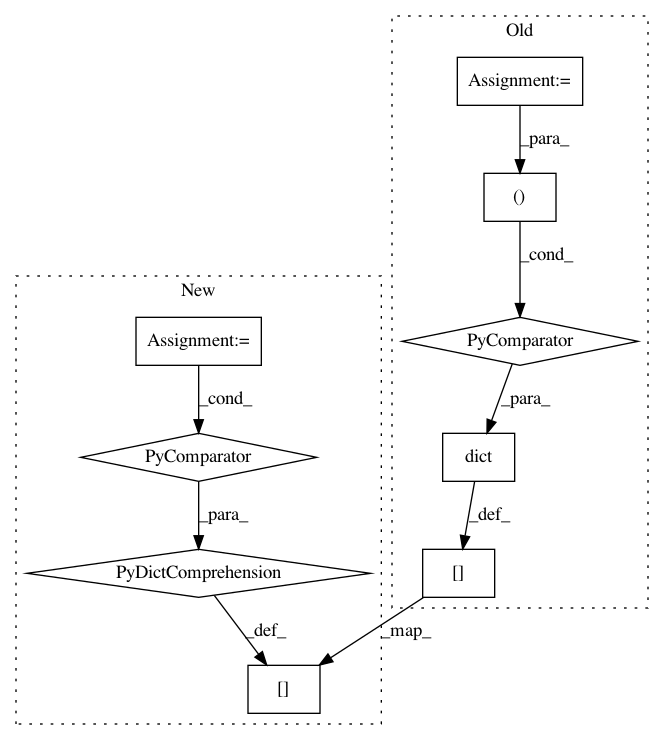 Old
Assignment:=
_para_
()
_cond_
New
PyComparator
Assignment:=
_para_
_cond_
dict
PyComparator
_def_
_para_
[]
PyDictComprehension
_def_
_map_
[]